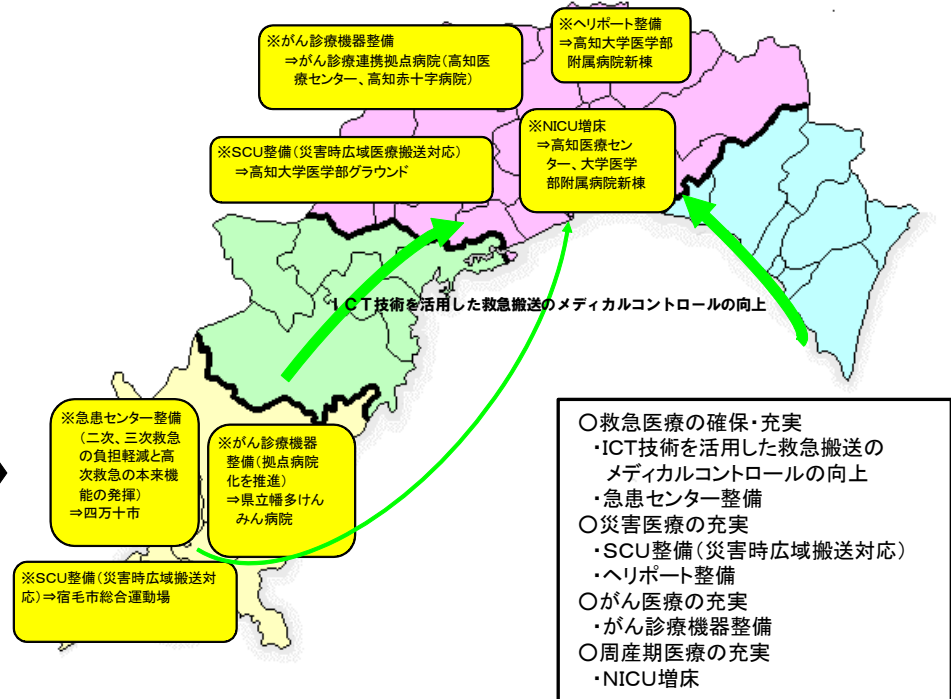 ※がん診療機器整備
⇒がん診療連携拠点病院(高知医
療センター、高知赤十字病院)
※ヘリポート整備
⇒高知大学医学部
附属病院新棟
※SCU整備(災害時広域医療搬送対応)
⇒高知大学医学部グラウンド
※NICU増床
⇒高知医療セン
ター、大学医学
部附属病院新棟
ICT技術を活用した救急搬送のメディカルコントロールの向上
※急患センター整備
(二次、三次救急
の負担軽減と高
次救急の本来機
能の発揮)
⇒四万十市
※がん診療機器
整備(拠点病院
化を推進)
⇒県立幡多けん
みん病院
※SCU整備(災害時広域搬送対
応)⇒宿毛市総合運動場
○救急医療の確保・充実
・ICT技術を活用した救急搬送の
メディカルコントロールの向上
・急患センター整備
○災害医療の充実
・SCU整備(災害時広域搬送対応)
・ヘリポート整備
○がん医療の充実
・がん診療機器整備
○周産期医療の充実
・NICU増床